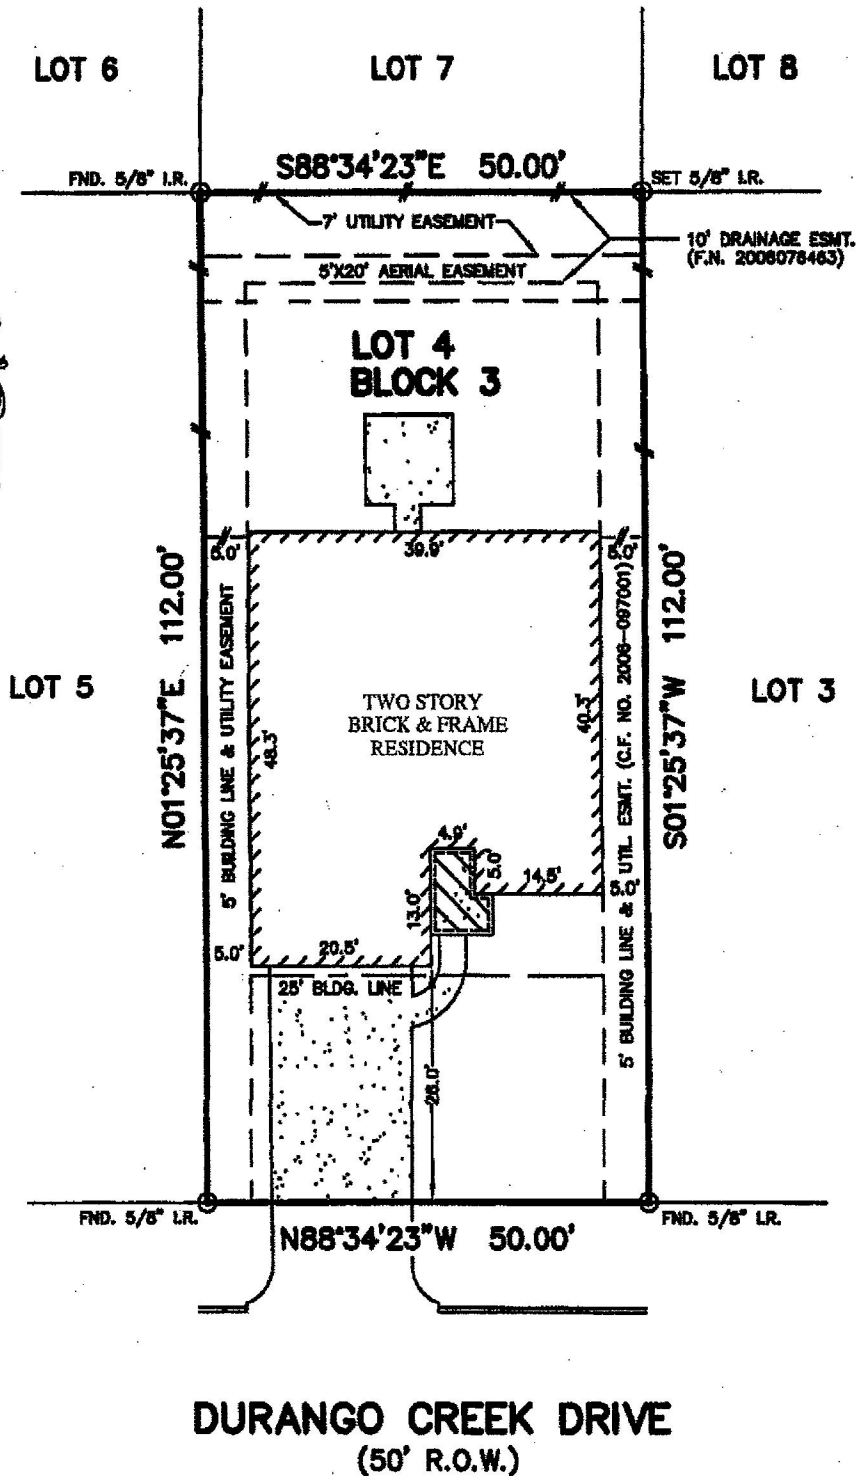 LOT 6
LOT 7
LOT 8
S88°34'23"E 50.00'
FND. 5/8" I.R.
SET 5/8" I.R.
7' UTILITY EASEMENT
10' DRAINAGE ESMT.
(F.N. 2008076463)
5'X20' AERIAL EASEMENT
LOT 4
BLOCK 3
39.9'
5.0'
5.0'
N01°25'37"E 112.00'
5' BUILDING LINE & UTILITY EASEMENT
48.3'
LOT 5
TWO STORY
BRICK & FRAME
RESIDENCE
40.3'
5' BUILDING LINE & UTIL. ESMT. (C.F. NO. 2006-097001)
S01°25'37"W 112.00'
LOT 3
4.9'
5.0'
14.5'
5.0'
13.0'
5.0'
20.5'
25' BLDG. LINE
26.0'
FND. 5/8" I.R.
FND. 5/8" I.R.
N88°34'23"W 50.00'
DURANGO CREEK DRIVE
(50' R.O.W.)